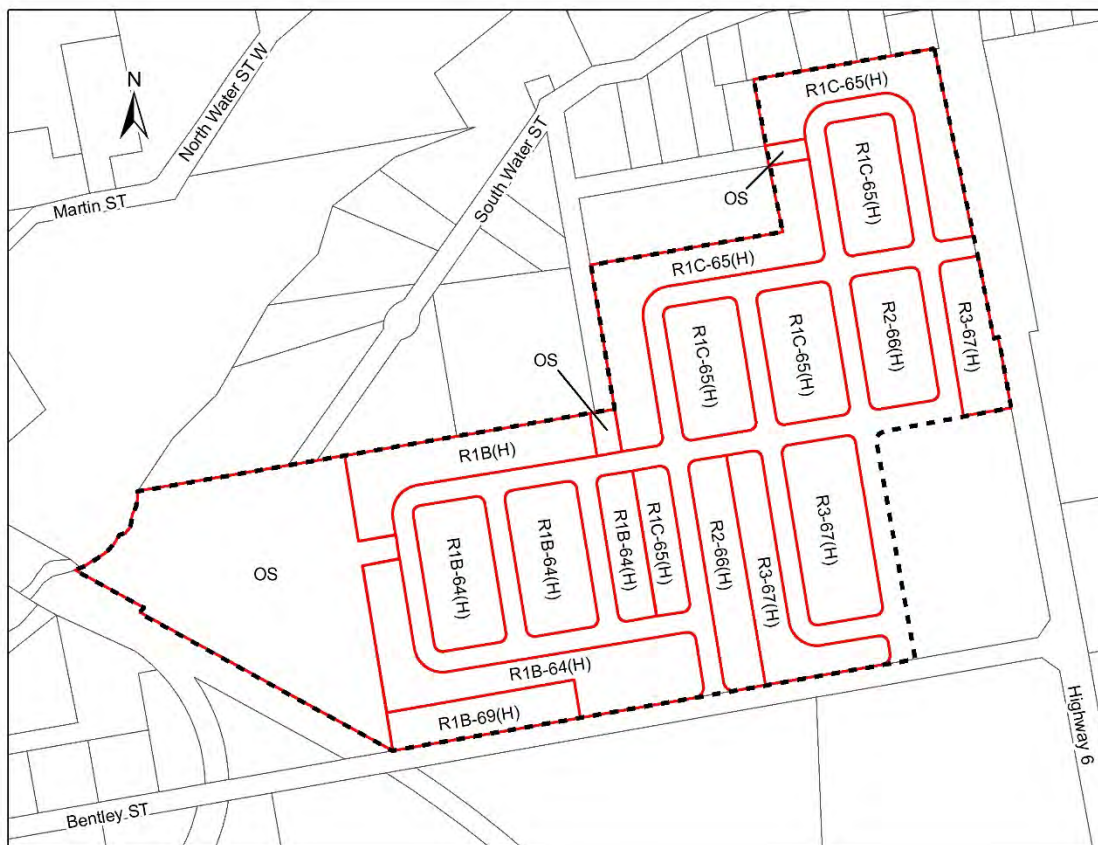 N
North Water ST W
South Water ST
Martin ST
R1C-65(H)
R1C-65(H)
OS
R1C-65(H)
R1C-65(H)
R1C-65(H)
R2-66(H)
R3-67(H)
OS
R1B(H)
R1B-64(H)
R1B-64(H)
R1B-64(H)
R1C-65(H)
R2-66(H)
R3-67(H)
R3-67(H)
OS
R1B-64(H)
R1B-69(H)
Bentley ST
Highway 6